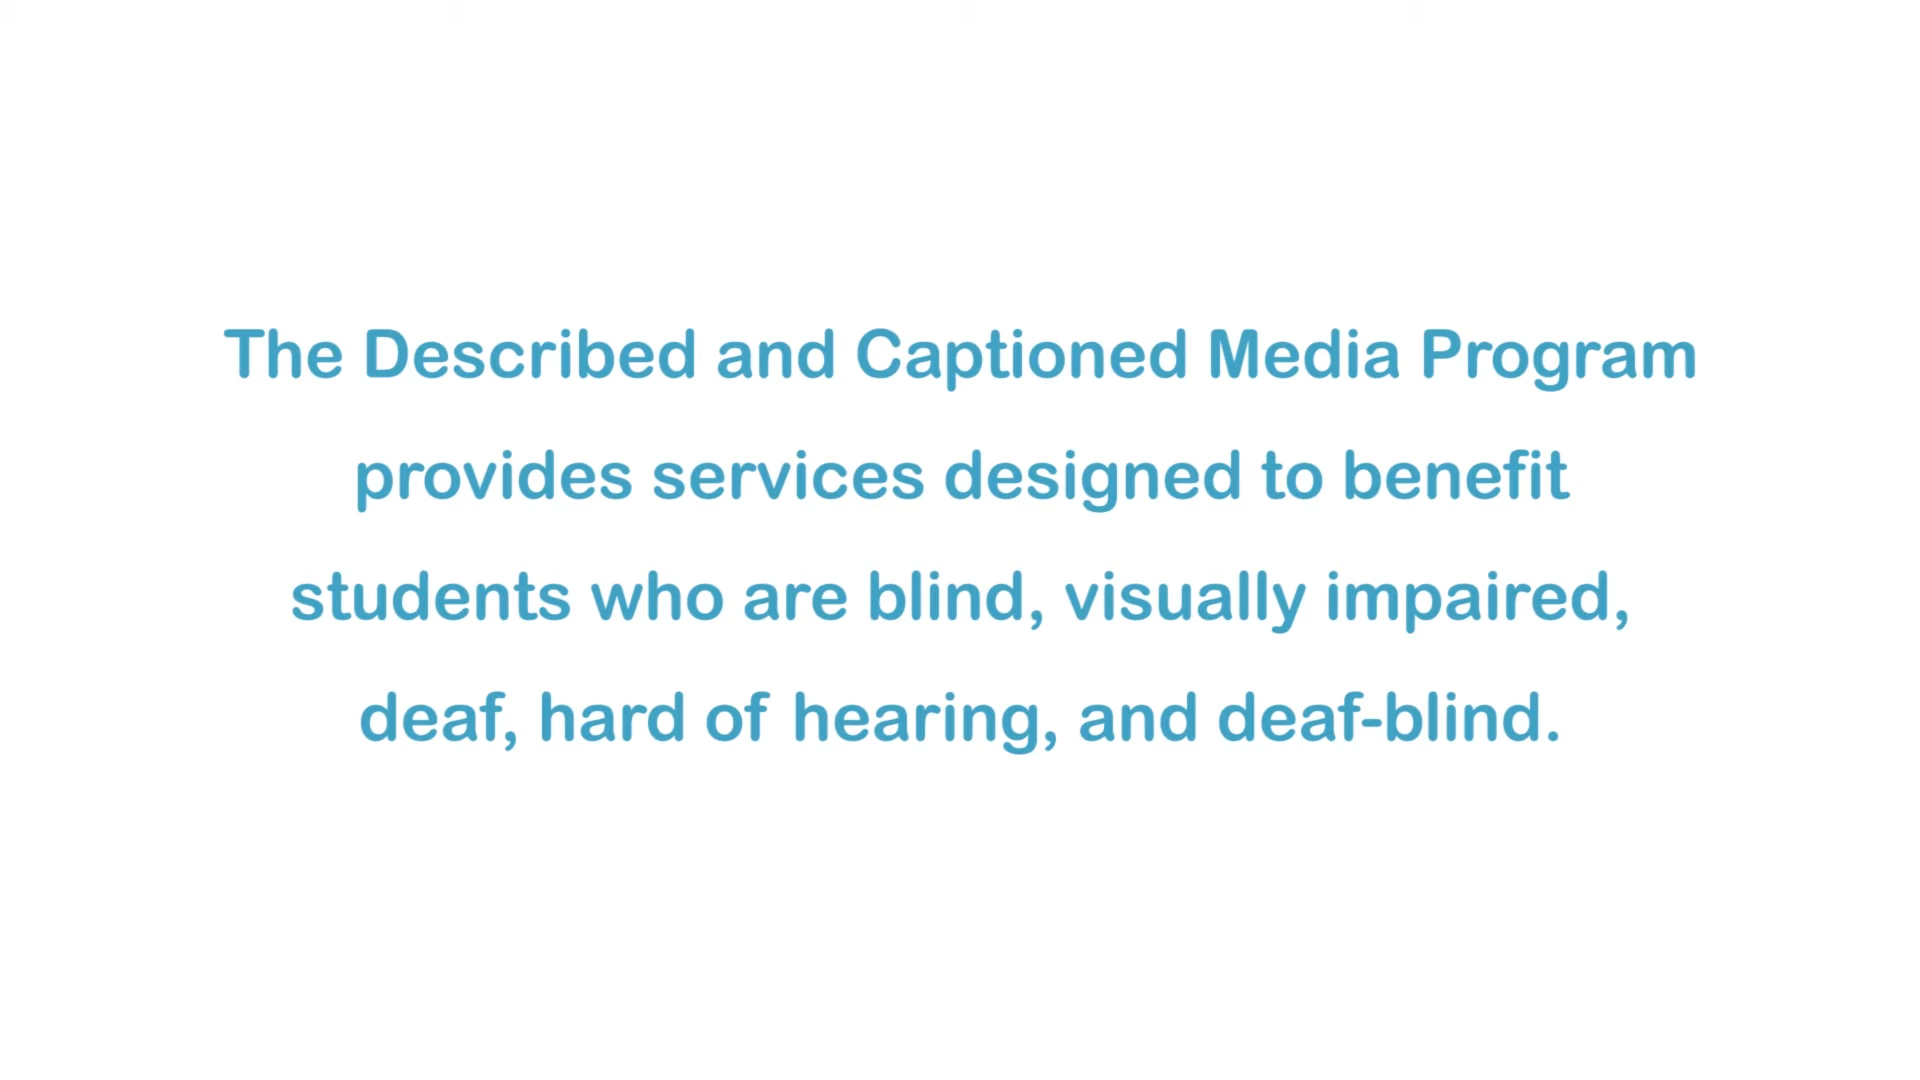 The Described and Captioned Media Program
provides services designed to benefit
students who are blind, visually impaired,
deaf, hard of hearing, and deaf-blind.